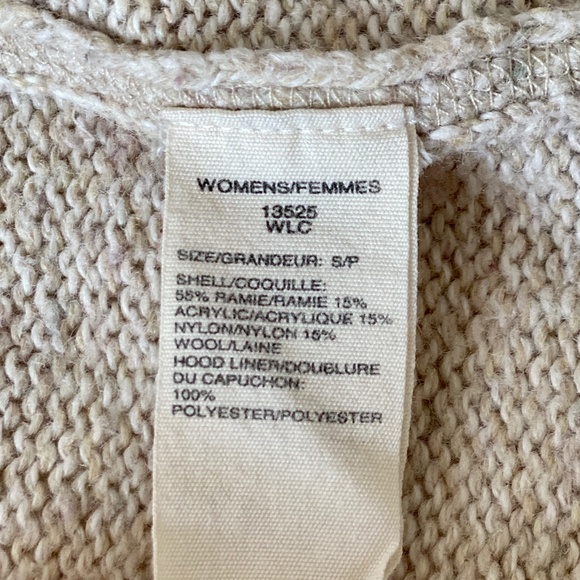 WOMENS/FEMMES
13525
WLC
SIZE/GRANDEUR: S/P
SHELL/COQUILLE:
55% RAMIE/RAMIE 15%
ACRYLIC/ACRYLIQUE 15%
NYLON/NYLON 15%
WOOL/LAINE
HOOD LINER/DOUBLURE
DU CAPUCHON:
100%
POLYESTER/POLYESTER